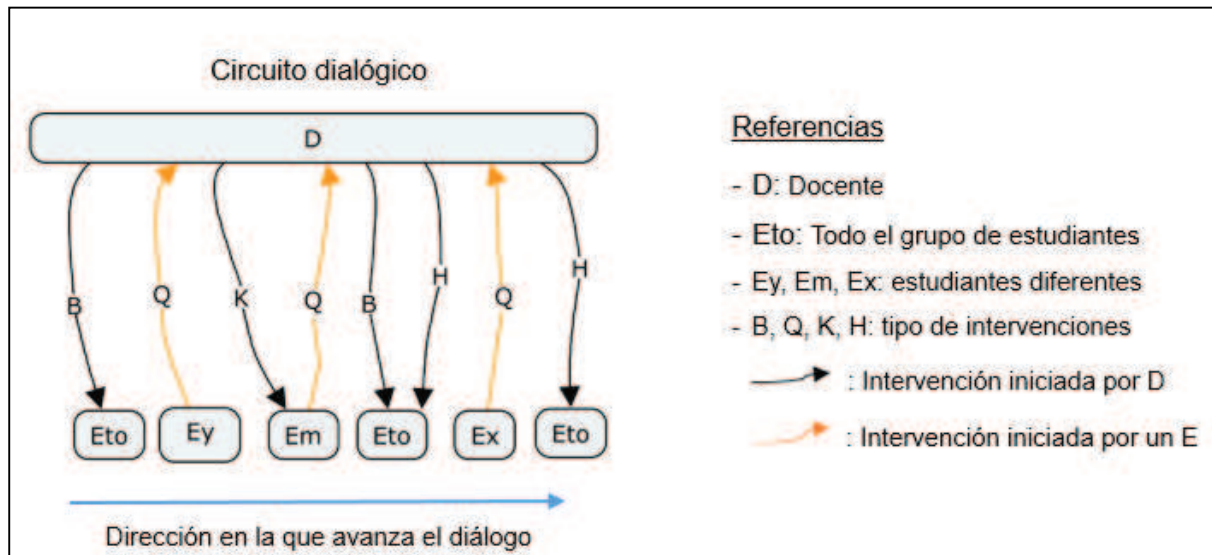 Circuito dialógico
D
B
Q
K
Q
B
H
Q
H
Eto
Ey
Em
Eto
Ex
Eto
Dirección en la que avanza el diálogo
Referencias
- D: Docente
- Eto: Todo el grupo de estudiantes
- Ey, Em, Ex: estudiantes diferentes
- B, Q, K, H: tipo de intervenciones
: Intervención iniciada por D
: Intervención iniciada por un E